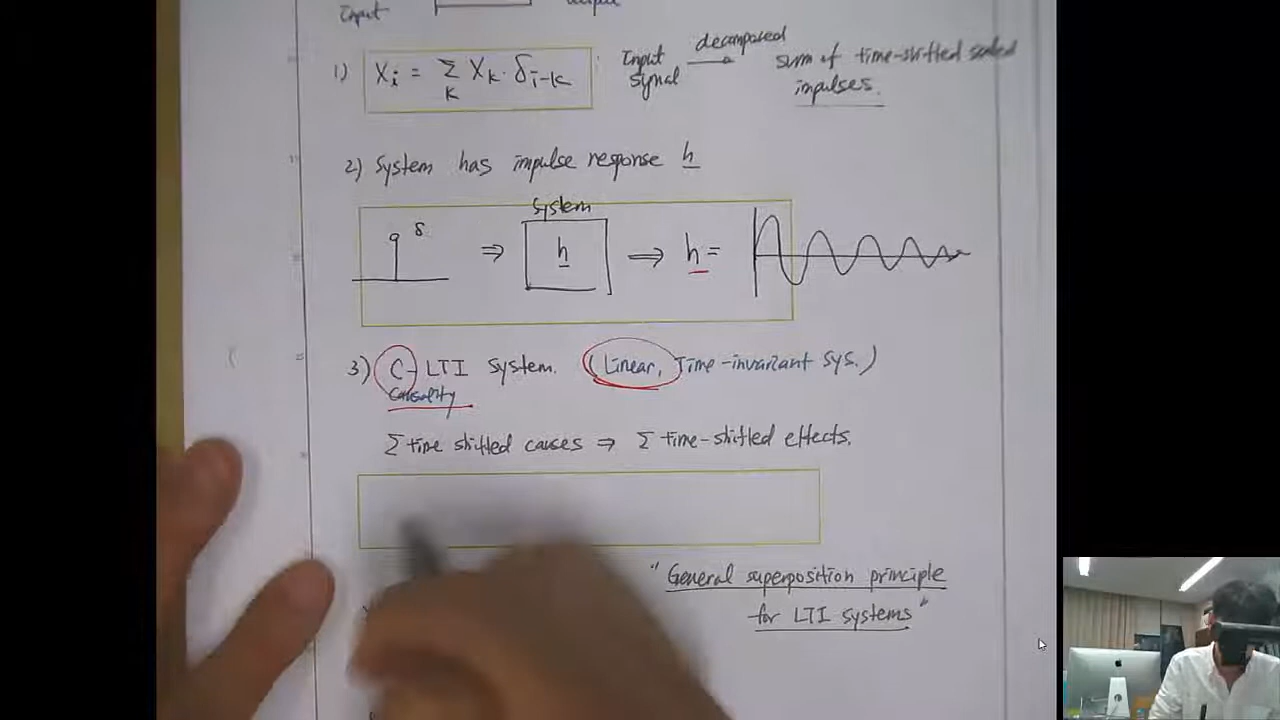 Input output
1) Xi = Σ K XK · δi-K Input signal decomposed sum of time-shifted scaled impulses.
2) System has impulse response h
System
δ ⇒ h ⇒ h =
3) C-LTI system. (Linear, Time-invariant sys.)
Causality
Σ time shifted causes ⇒ Σ time-shifted effects.
"General superposition principle
for LTI systems"